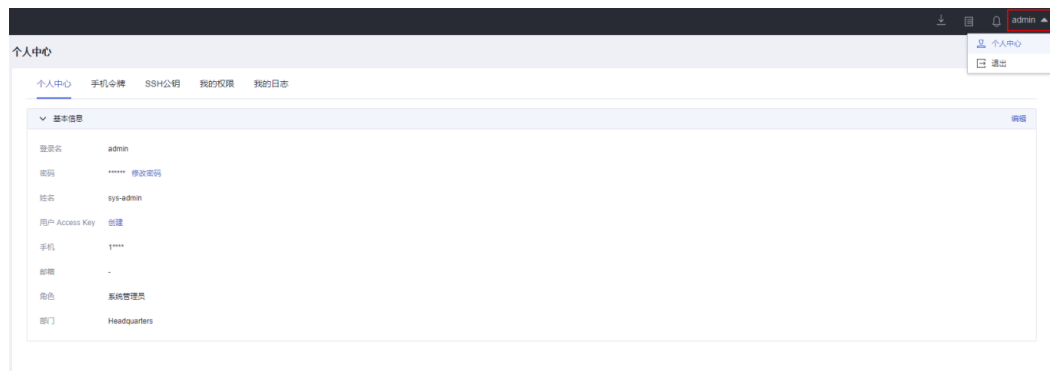 admin
个人中心
个人中心
退出
个人中心 手机令牌 SSH公钥 我的权限 我的日志
基本信息 编辑
登录名 admin
密码 ****** 修改密码
姓名 sys-admin
用户 Access Key 创建
手机 1****
邮箱 -
角色 系统管理员
部门 Headquarters